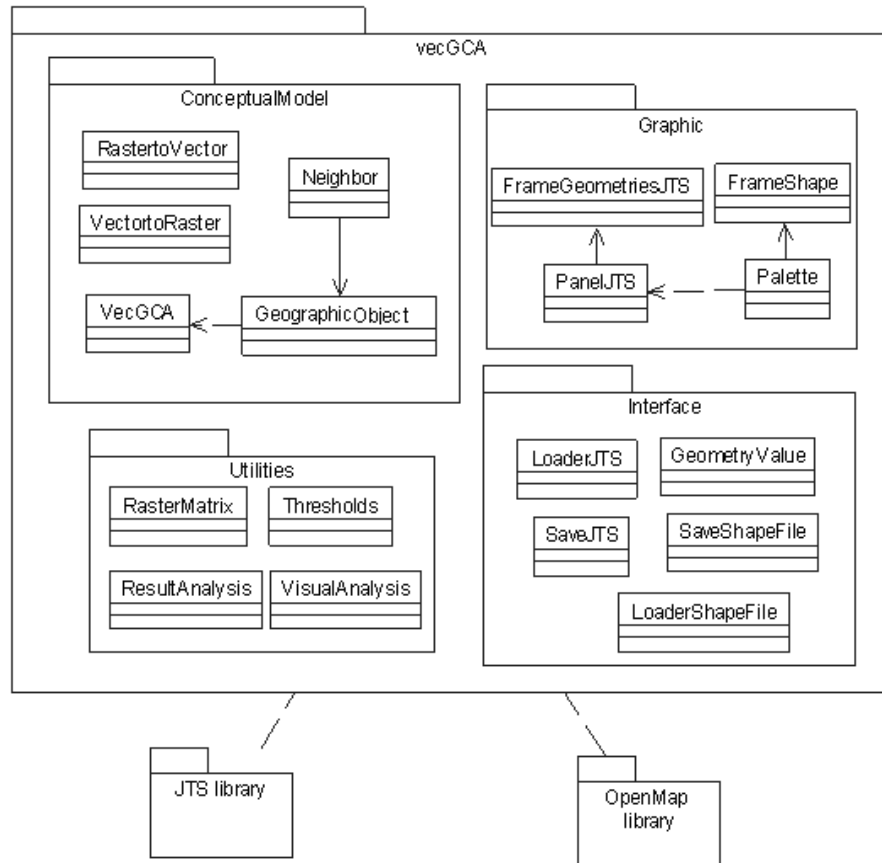 vecGCA
ConceptualModel
RastertoVector
Neighbor
VectortoRaster
VecGCA
GeographicObject
Graphic
FrameGeometriesJTS
FrameShape
PanelJTS
Palette
Utilities
RasterMatrix
Thresholds
ResultAnalysis
VisualAnalysis
Interface
LoaderJTS
GeometryValue
SaveJTS
SaveShapeFile
LoaderShapeFile
JTS library
OpenMap
library